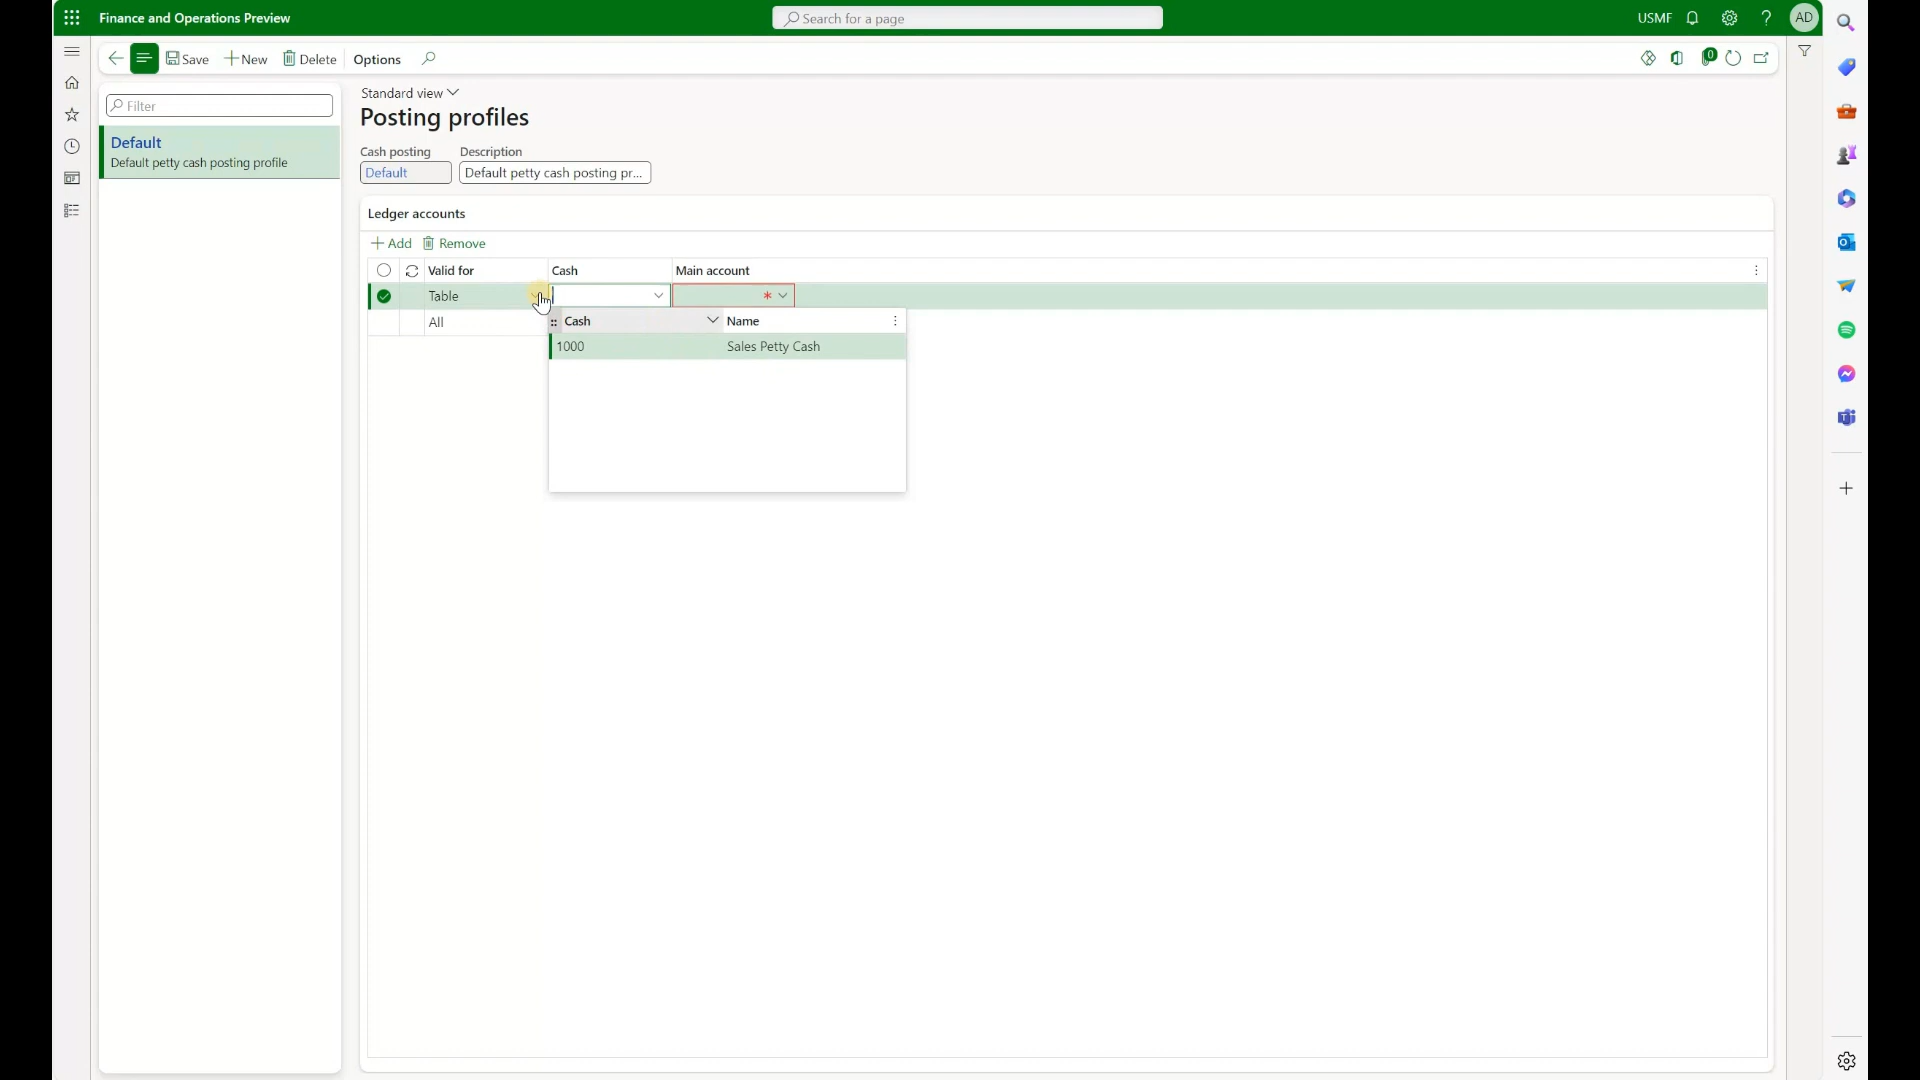 Finance and Operations Preview
Search for a page
USMF
AD
Save
New
Delete
Options
0
Filter
Default
Default petty cash posting profile
Standard view
Posting profiles
Cash posting
Description
Default
Default petty cash posting pr...
Ledger accounts
Add
Remove
Valid for
Cash
Main account
Table
*
All
Cash
Name
1000
Sales Petty Cash